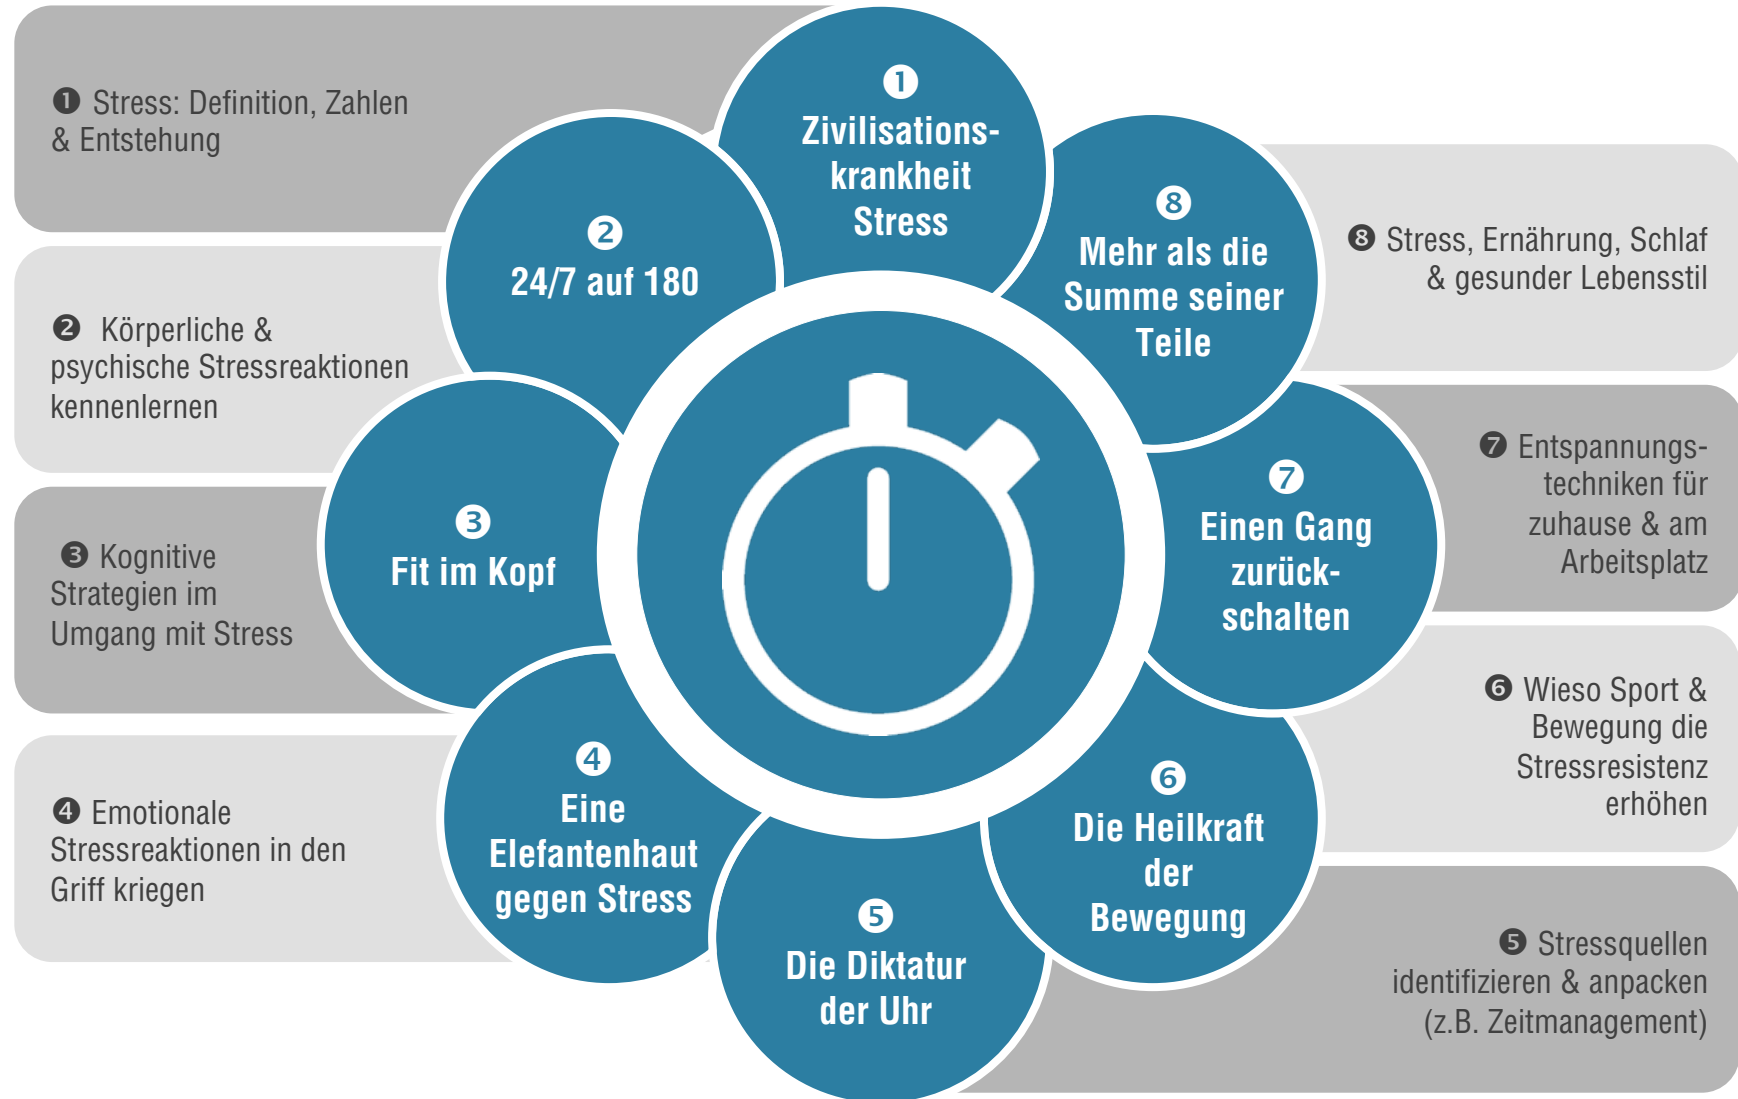 ❶ Stress: Definition, Zahlen
& Entstehung
❷ Körperliche &
psychische Stressreaktionen
kennenlernen
❸ Kognitive
Strategien im
Umgang mit Stress
❹ Emotionale
Stressreaktionen in den
Griff kriegen
❶
Zivilisations-
krankheit
Stress
❷
24/7 auf 180
❸
Fit im Kopf
❹
Eine
Elefantenhaut
gegen Stress
❺
Die Diktatur
der Uhr
❻
Die Heilkraft
der
Bewegung
❼
Einen Gang
zurück-
schalten
❽
Mehr als die
Summe seiner
Teile
❽ Stress, Ernährung, Schlaf
& gesunder Lebensstil
❼ Entspannungs-
techniken für
zuhause & am
Arbeitsplatz
❻ Wieso Sport &
Bewegung die
Stressresistenz
erhöhen
❺ Stressquellen
identifizieren & anpacken
(z.B. Zeitmanagement)